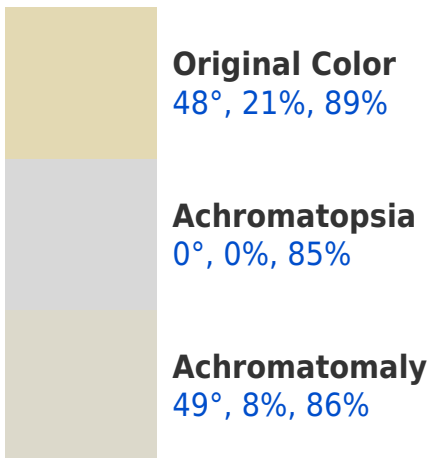 Original Color
48°, 21%, 89%
Achromatopsia
0°, 0%, 85%
Achromatomaly
49°, 8%, 86%